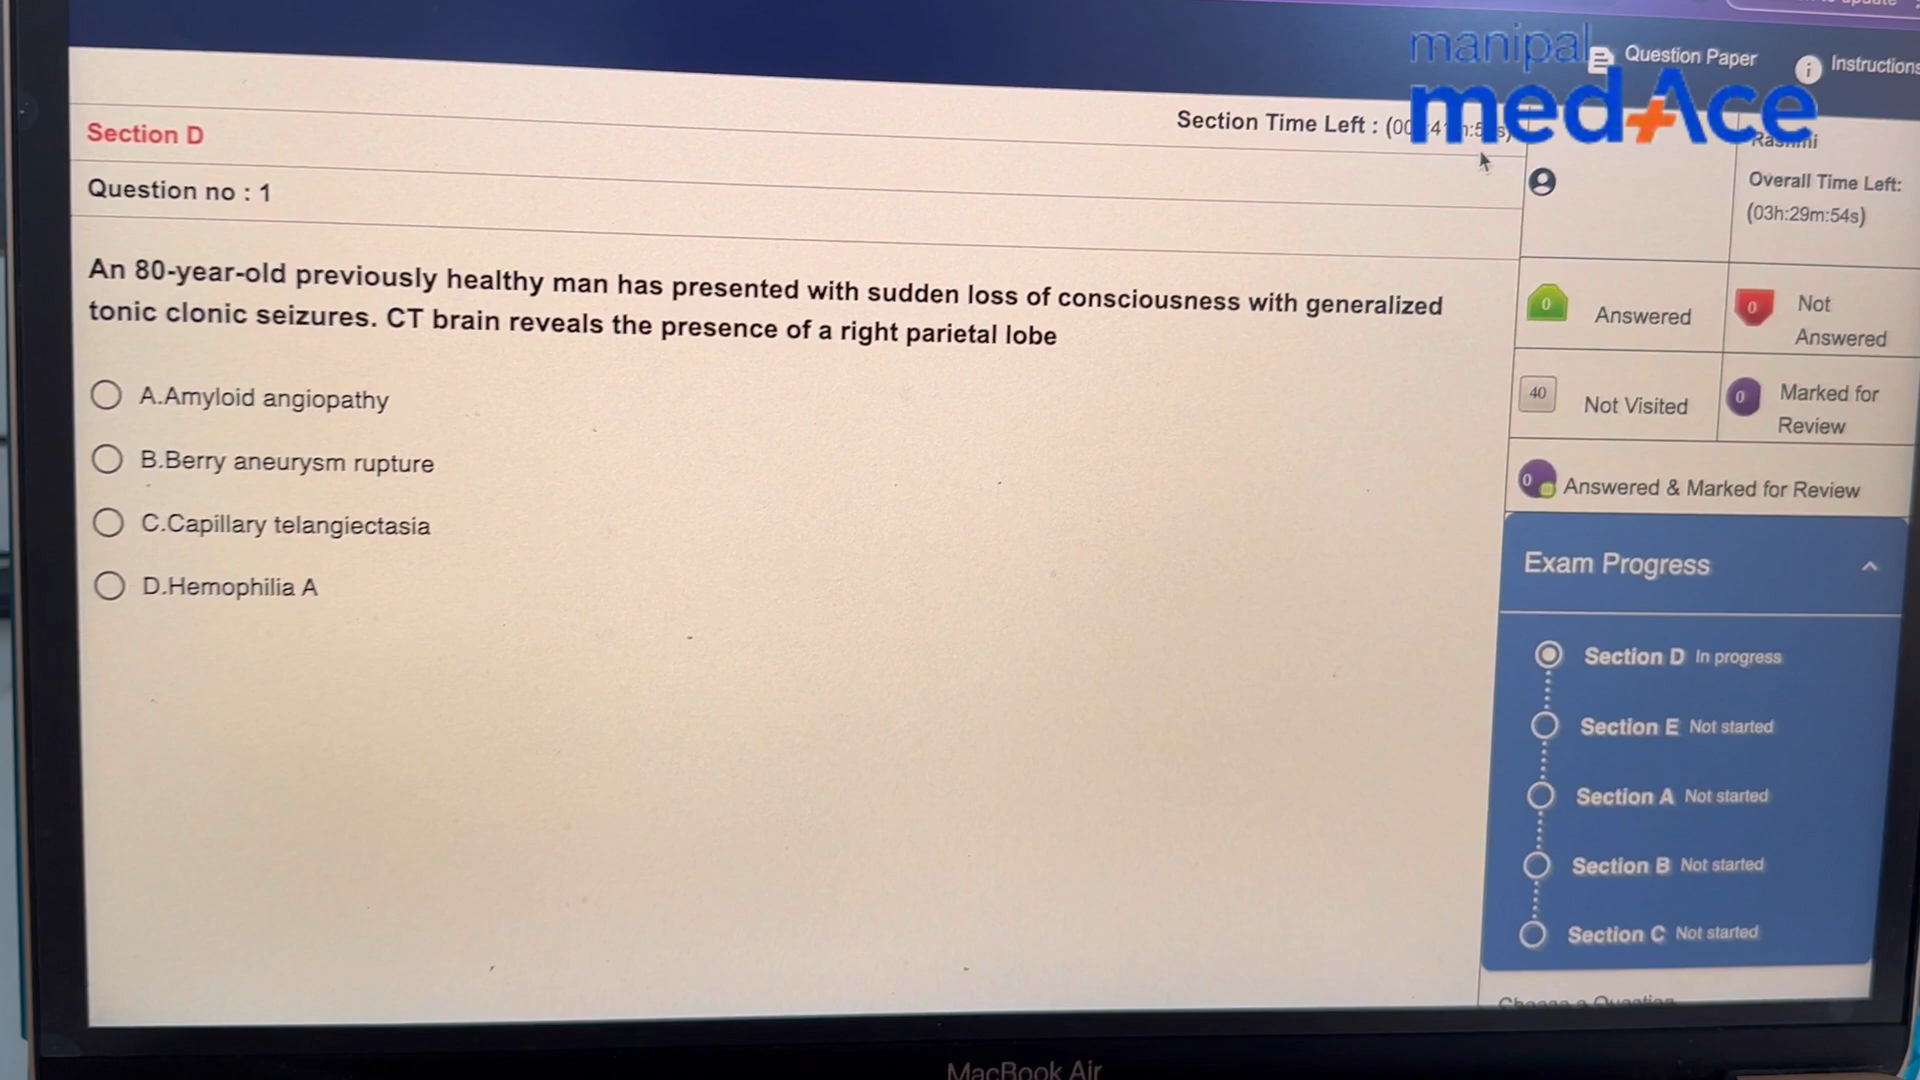 manipal
medAce
Question Paper
Instructions
Section Time Left :
Section D
Rashmi
Overall Time Left:
(03h:29m:54s)
Question no : 1
An 80-year-old previously healthy man has presented with sudden loss of consciousness with generalized
tonic clonic seizures. CT brain reveals the presence of a right parietal lobe
A.Amyloid angiopathy
B.Berry aneurysm rupture
C.Capillary telangiectasia
D.Hemophilia A
0 Answered
0 Not Answered
40 Not Visited
0 Marked for Review
0 Answered & Marked for Review
Exam Progress
Section D In progress
Section E Not started
Section A Not started
Section B Not started
Section C Not started
Choose a Question
MacBook Air